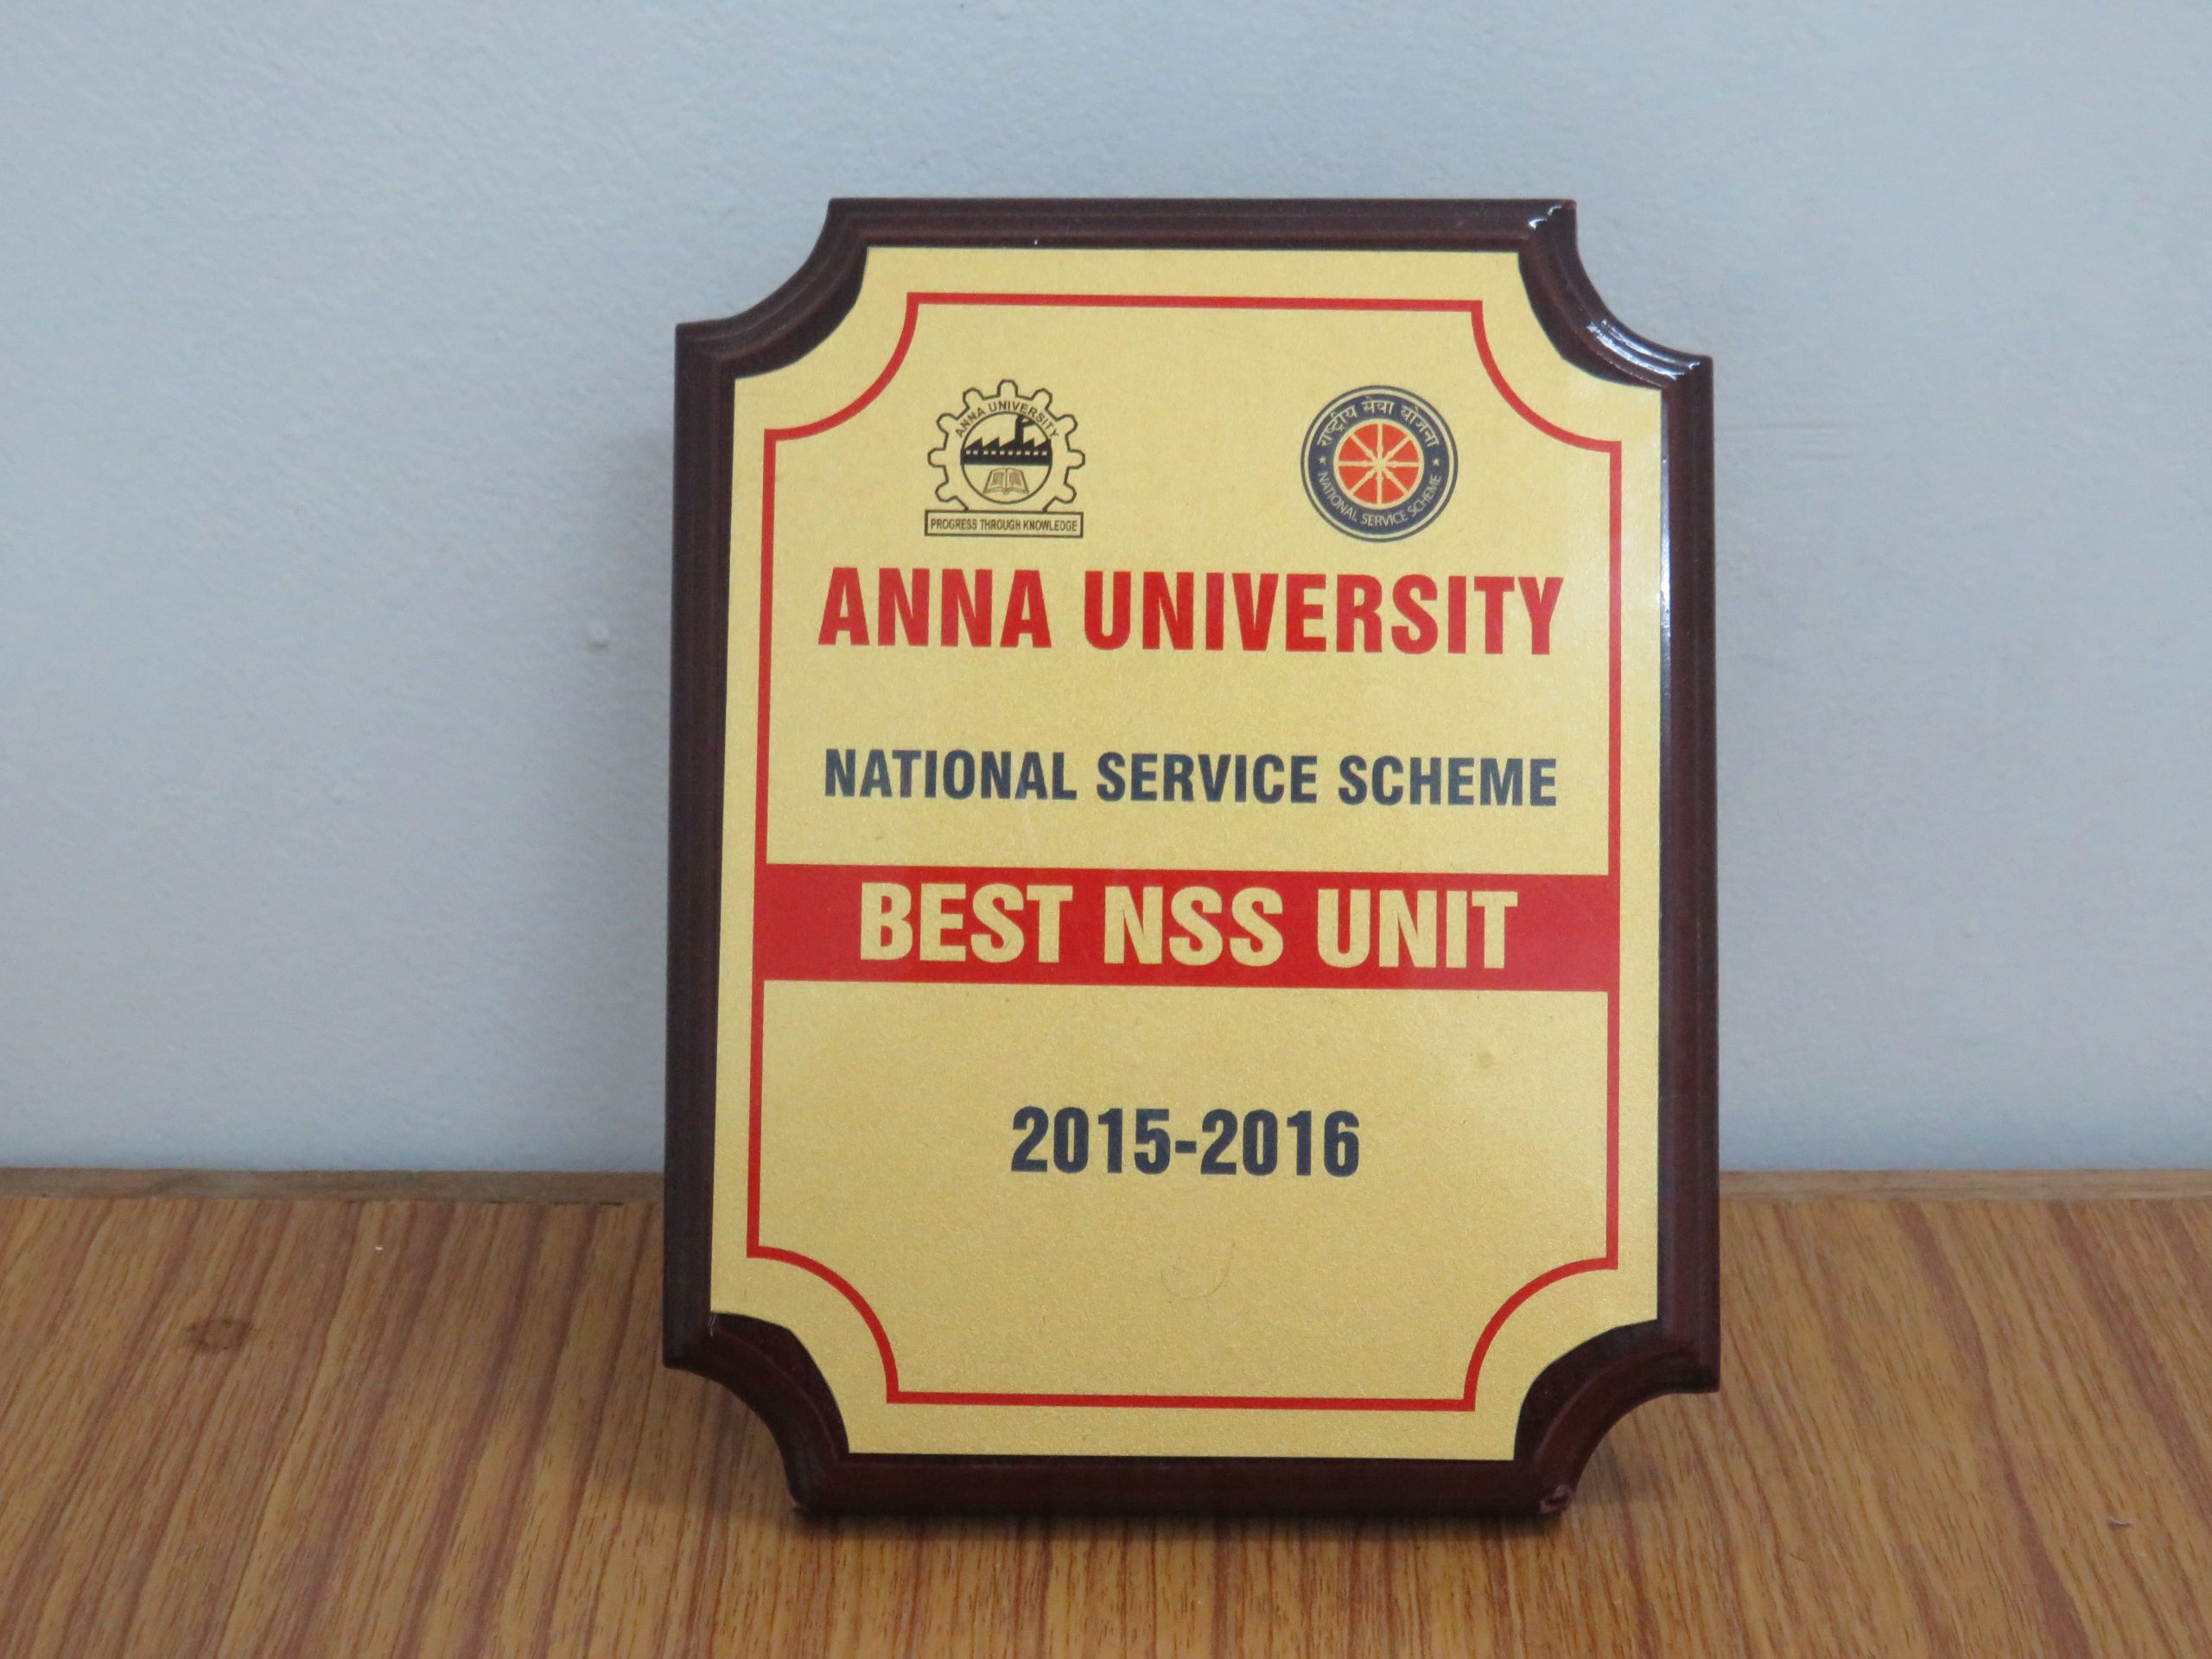 ANNA UNIVERSITY
PROGRESS THROUGH KNOWLEDGE
राष्ट्रीय सेवा योजना
NATIONAL SERVICE SCHEME
ANNA UNIVERSITY
NATIONAL SERVICE SCHEME
BEST NSS UNIT
2015-2016